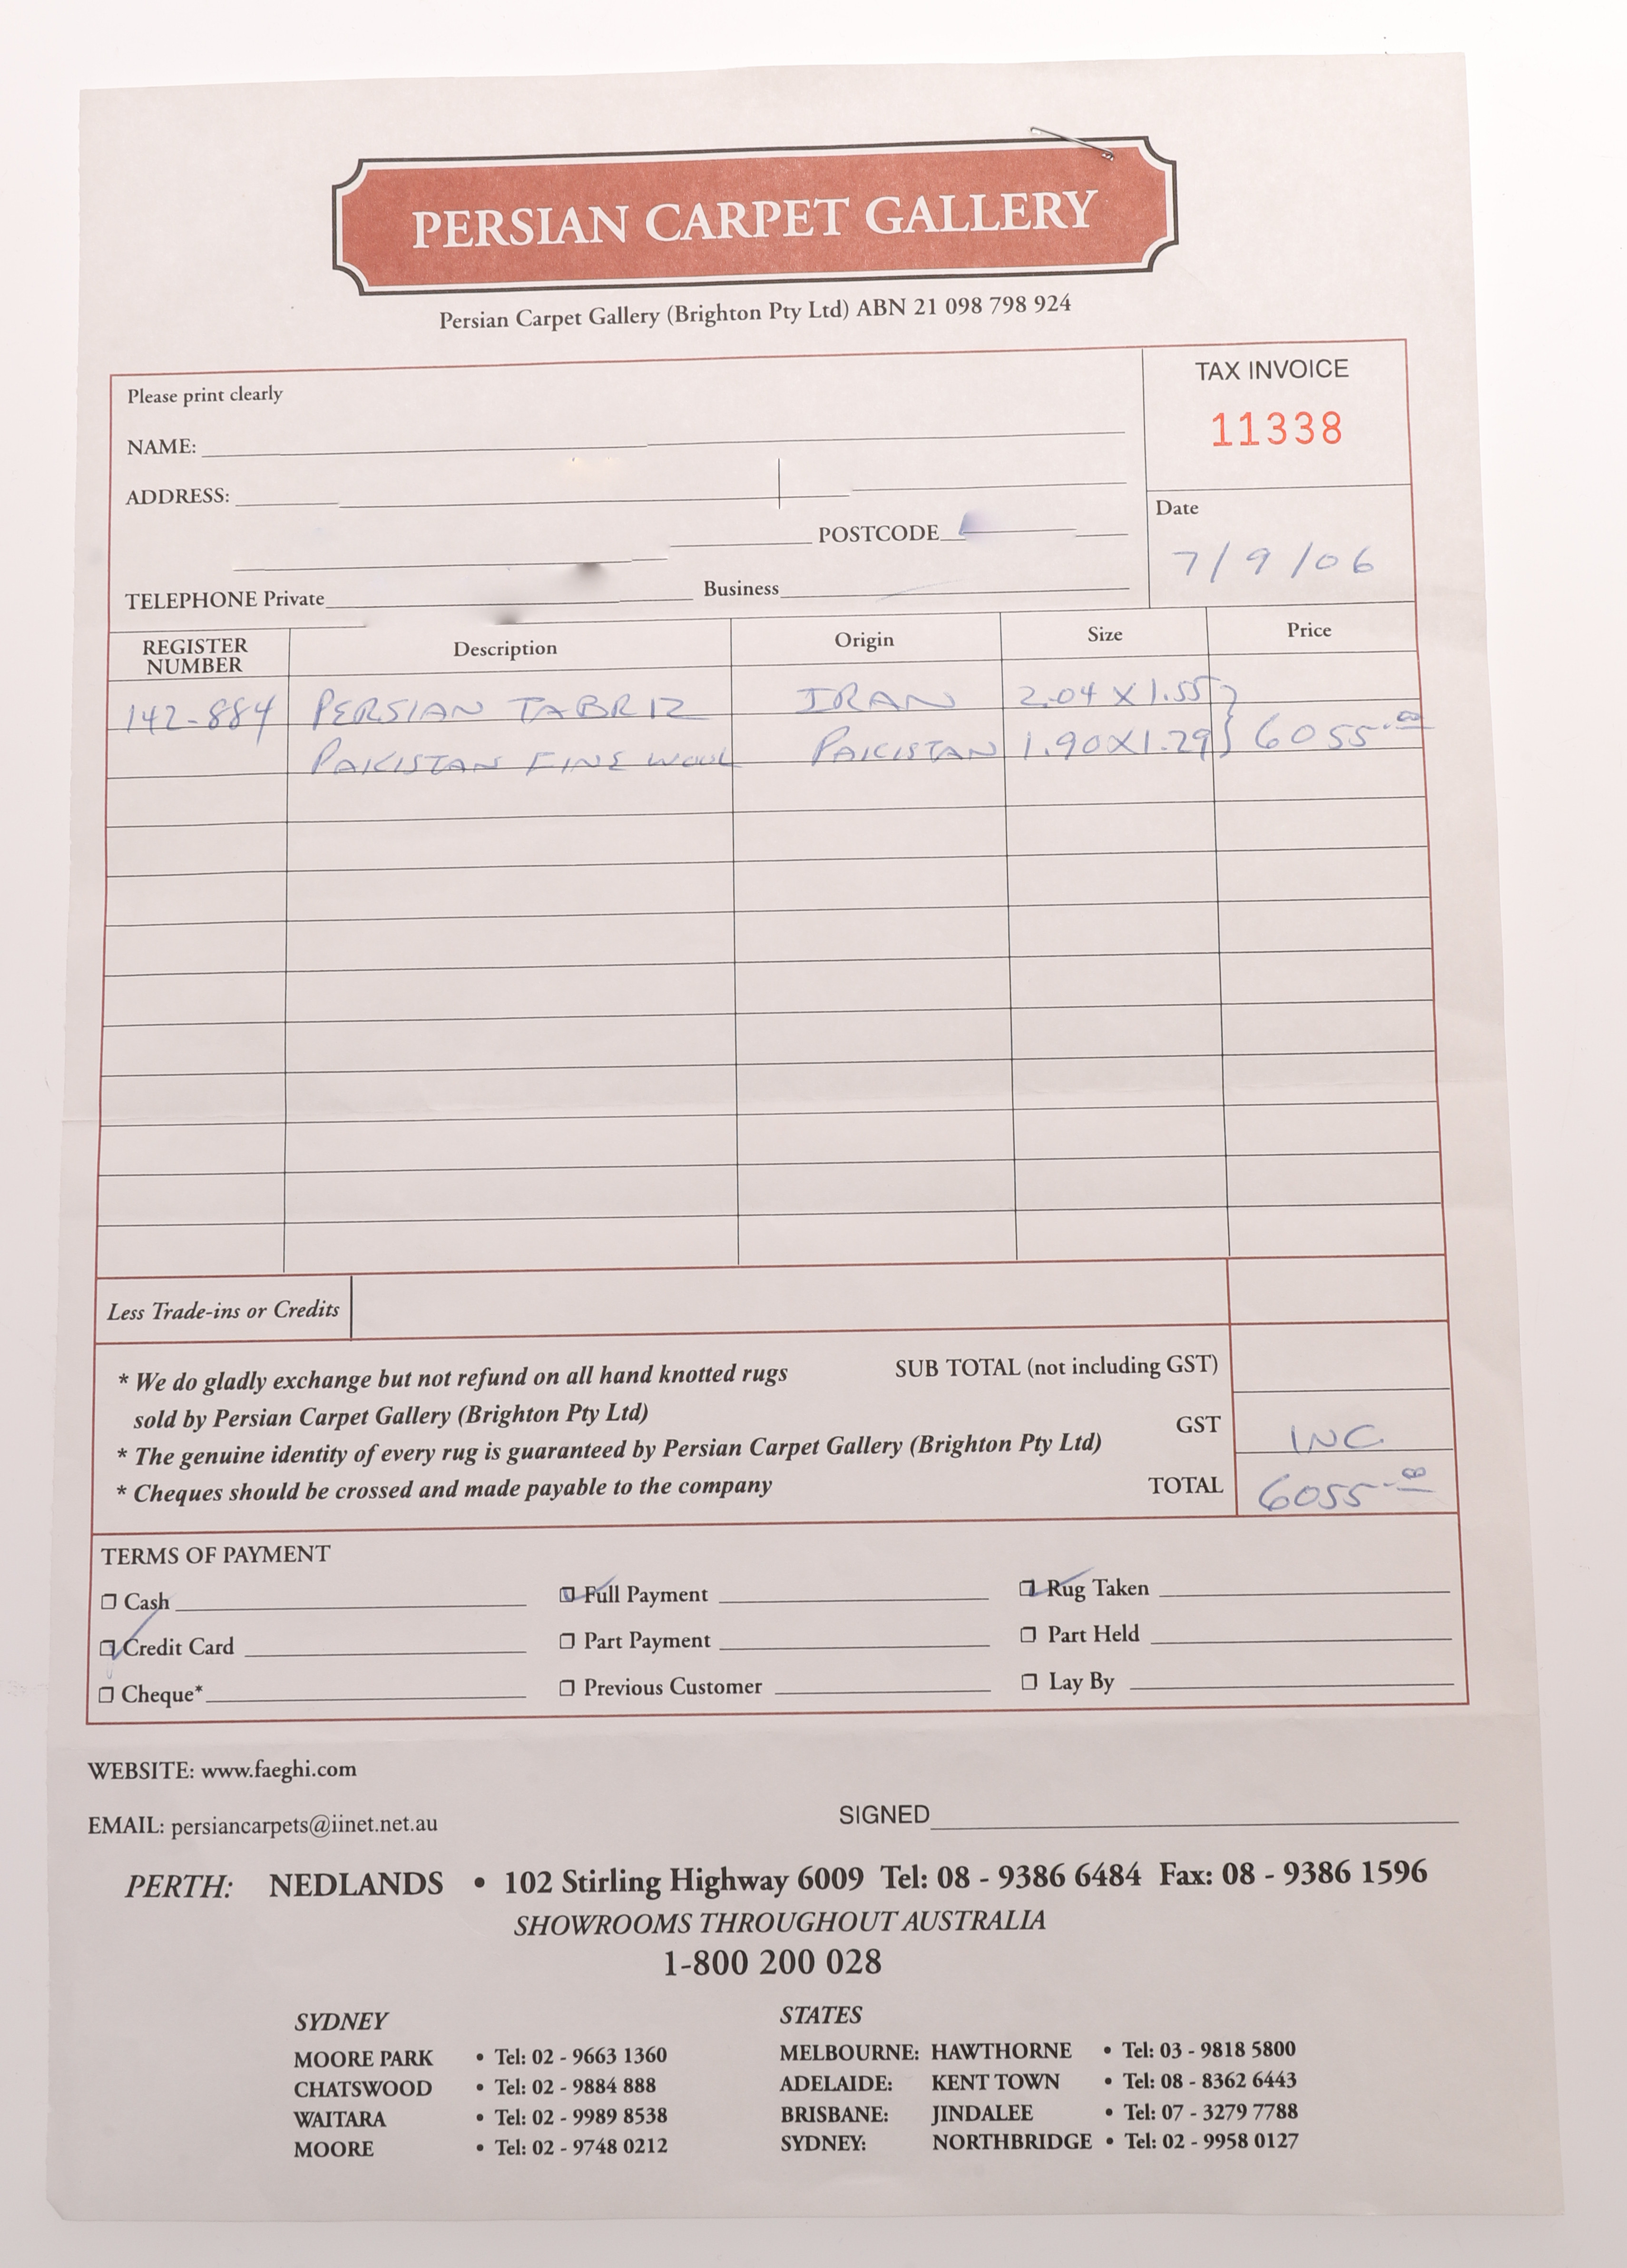 PERSIAN CARPET GALLERY
Persian Carpet Gallery (Brighton Pty Ltd) ABN 21 098 798 924
Please print clearly
TAX INVOICE
11338
NAME:
ADDRESS:
POSTCODE
Date
7/9/06
TELEPHONE Private
Business
REGISTER NUMBER Description Origin Size Price
142-884 PERSIAN TABRIZ IRAN 2.04 X 1.55
PAKISTAN FINE WOOL PAKISTAN 1.90X1.29} 6055.00
Less Trade-ins or Credits
* We do gladly exchange but not refund on all hand knotted rugs
sold by Persian Carpet Gallery (Brighton Pty Ltd)
* The genuine identity of every rug is guaranteed by Persian Carpet Gallery (Brighton Pty Ltd)
* Cheques should be crossed and made payable to the company
SUB TOTAL (not including GST)
GST INC
TOTAL 6055.00
TERMS OF PAYMENT
Cash Full Payment Rug Taken
Credit Card Part Payment Part Held
Cheque* Previous Customer Lay By
WEBSITE: www.faeghi.com
EMAIL: persiancarpets@iinet.net.au
SIGNED
PERTH: NEDLANDS • 102 Stirling Highway 6009 Tel: 08 - 9386 6484 Fax: 08 - 9386 1596
SHOWROOMS THROUGHOUT AUSTRALIA
1-800 200 028
SYDNEY
MOORE PARK • Tel: 02 - 9663 1360
CHATSWOOD • Tel: 02 - 9884 888
WAITARA • Tel: 02 - 9989 8538
MOORE • Tel: 02 - 9748 0212
STATES
MELBOURNE: HAWTHORNE • Tel: 03 - 9818 5800
ADELAIDE: KENT TOWN • Tel: 08 - 8362 6443
BRISBANE: JINDALEE • Tel: 07 - 3279 7788
SYDNEY: NORTHBRIDGE • Tel: 02 - 9958 0127